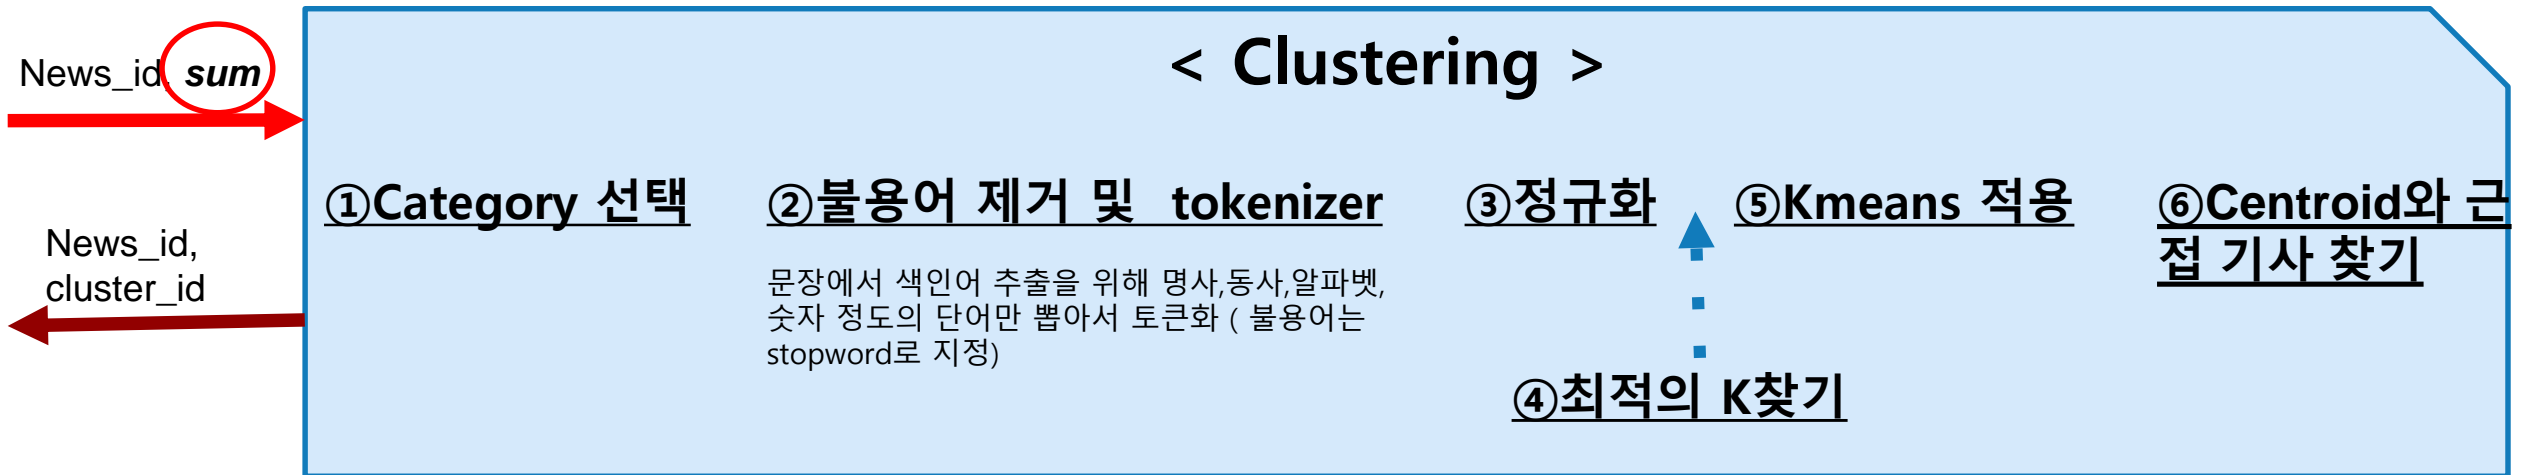 < Clustering >
News_id, sum
News_id,
cluster_id
①Category 선택
②불용어 제거 및 tokenizer
문장에서 색인어 추출을 위해 명사,동사,알파벳,
숫자 정도의 단어만 뽑아서 토큰화 ( 불용어는
stopword로 지정)
③정규화
④최적의 K찾기
⑤Kmeans 적용
⑥Centroid와 근
접 기사 찾기